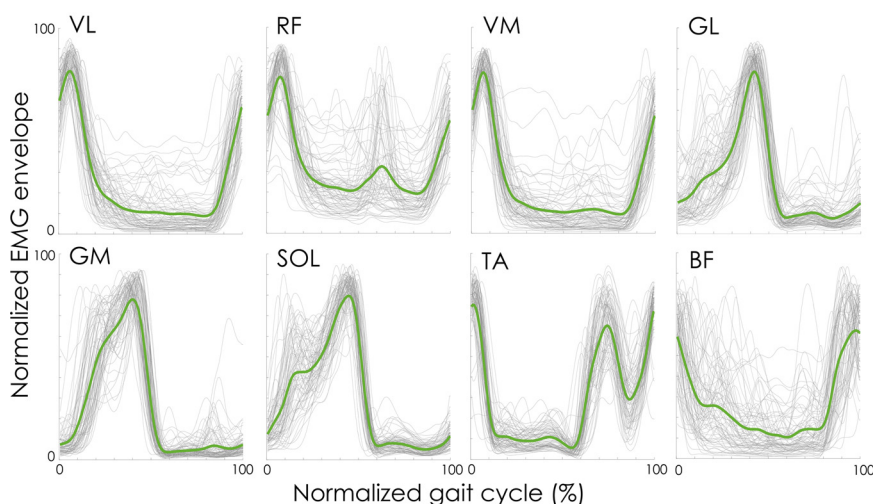 VL RF VM GL
100
0
GM SOL TA BF
100
0
0 100 0 100 0 100 0 100
Normalized EMG envelope
Normalized gait cycle (%)